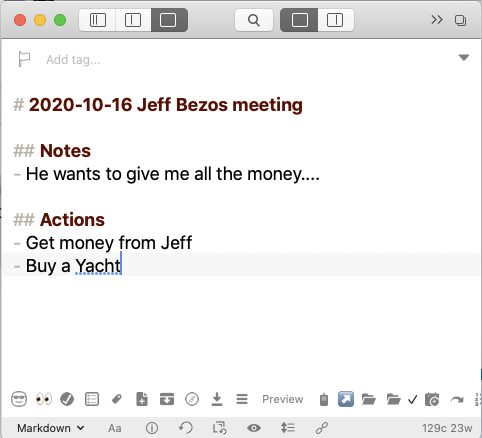 Add tag...
# 2020-10-16 Jeff Bezos meeting
## Notes
- He wants to give me all the money....
## Actions
- Get money from Jeff
- Buy a Yacht
Preview
Markdown Aa 129c 23w